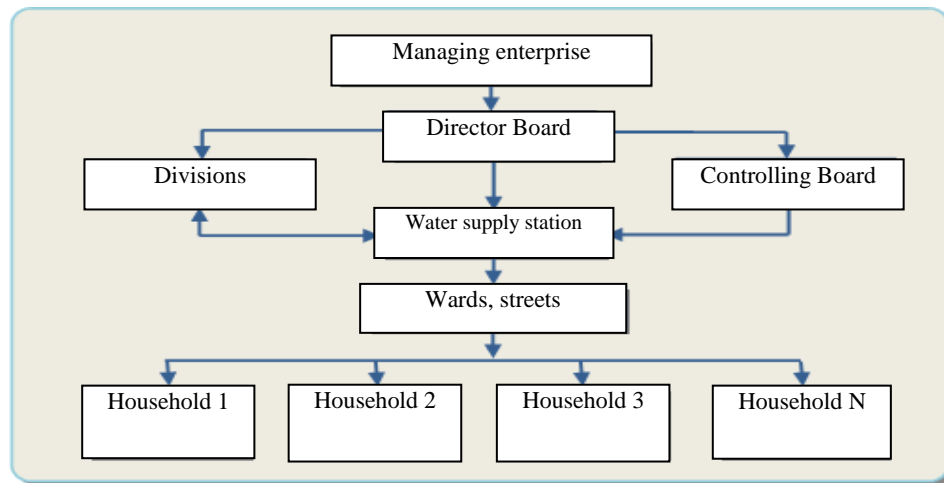 Managing enterprise
Director Board
Divisions
Controlling Board
Water supply station
Wards, streets
Household 1
Household 2
Household 3
Household N